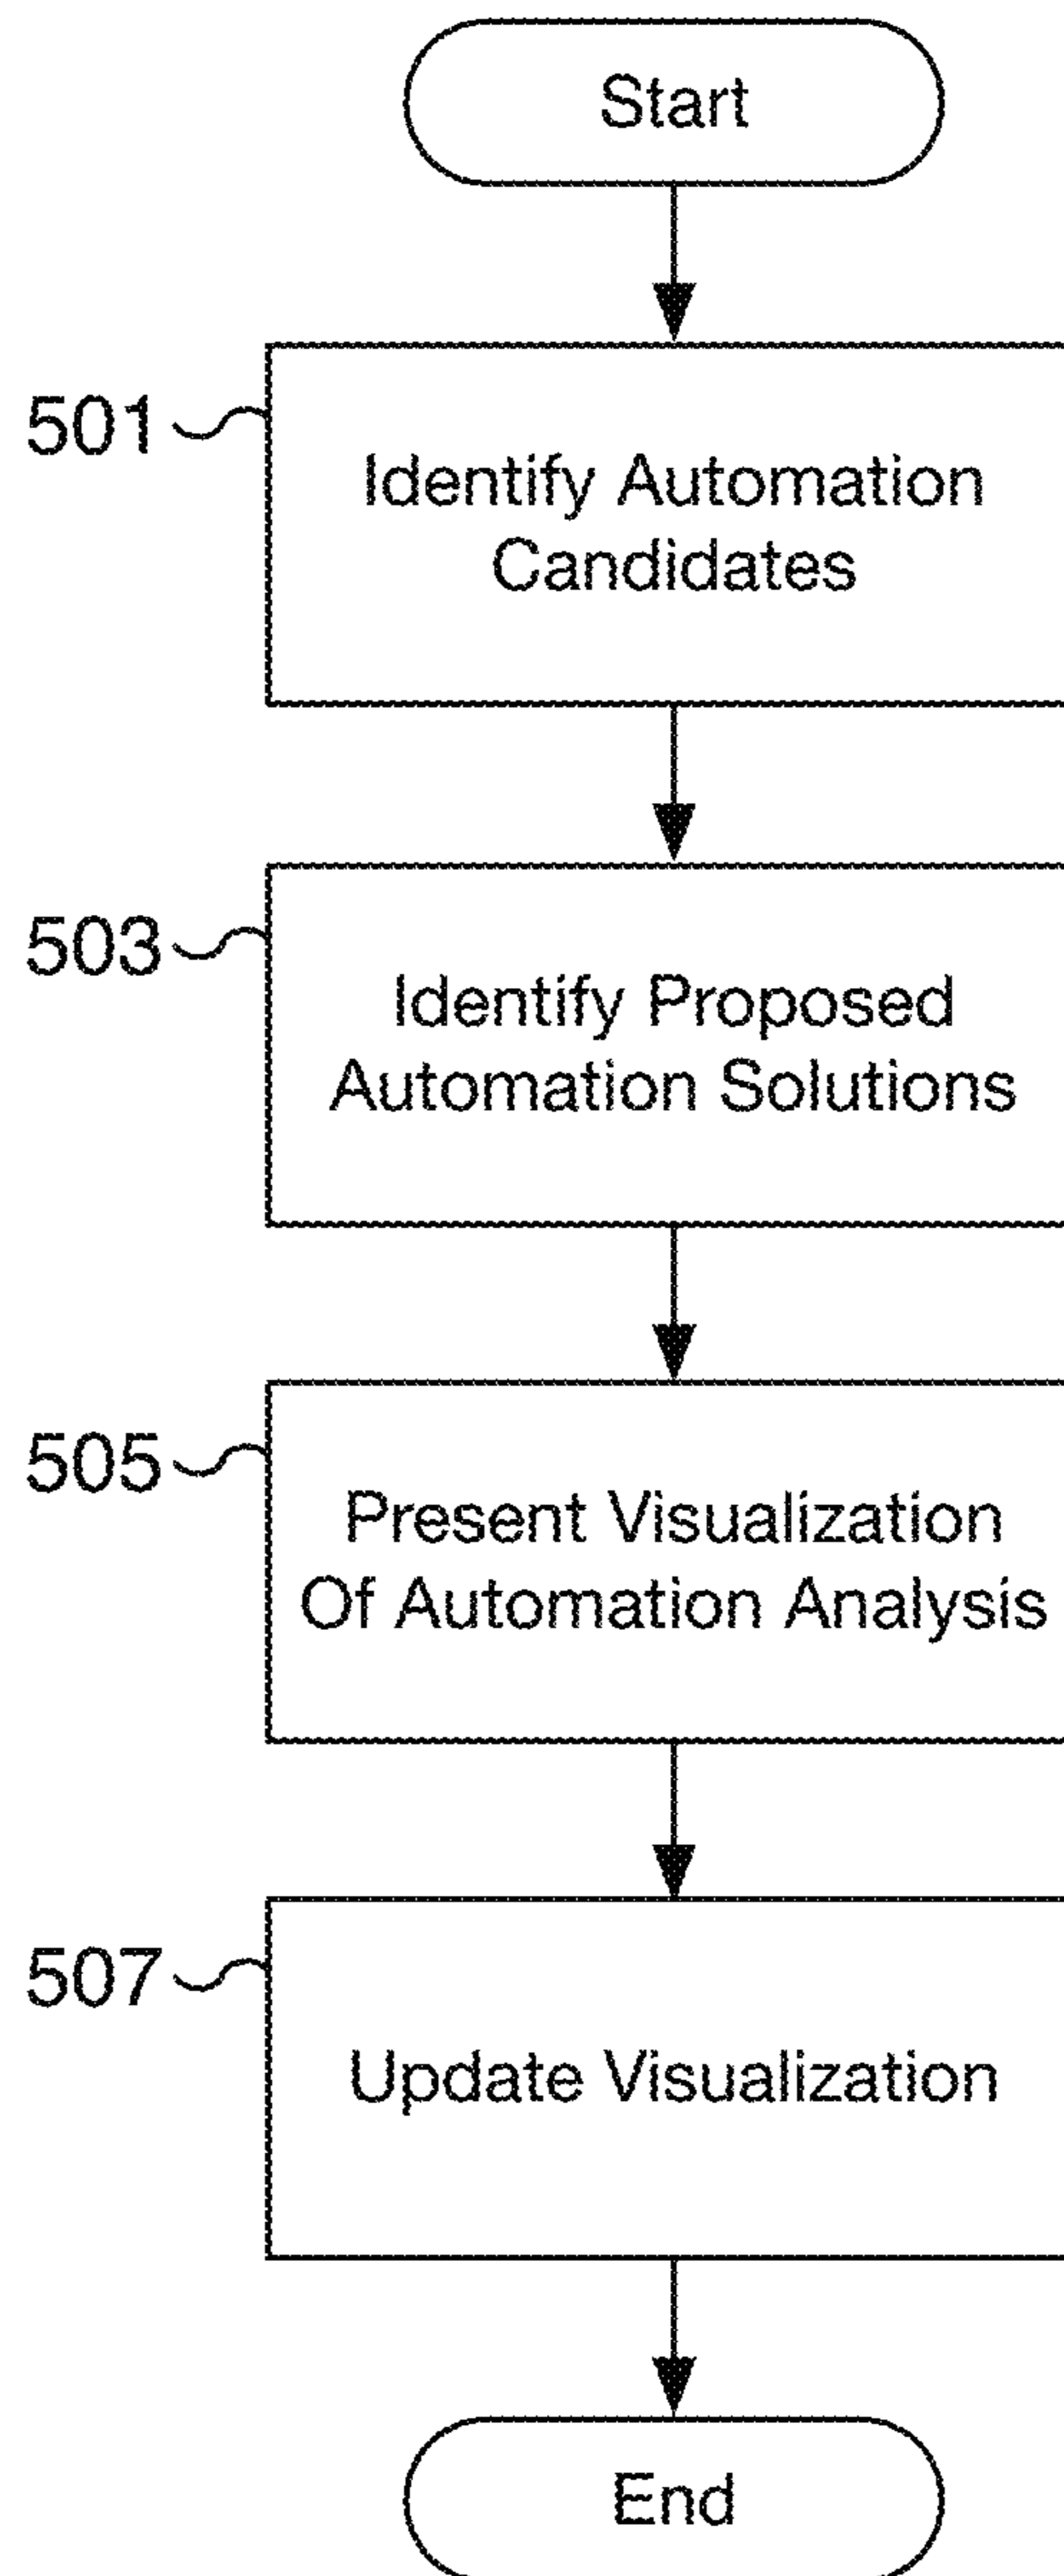 Start
501
Identify Automation
Candidates
503
Identify Proposed
Automation Solutions
505
Present Visualization
Of Automation Analysis
507
Update Visualization
End